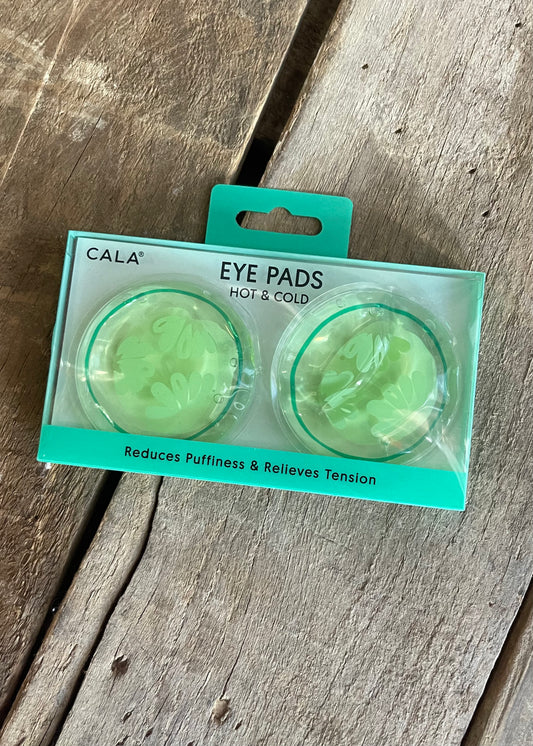 CALA®
EYE PADS
HOT & COLD
Reduces Puffiness & Relieves Tension